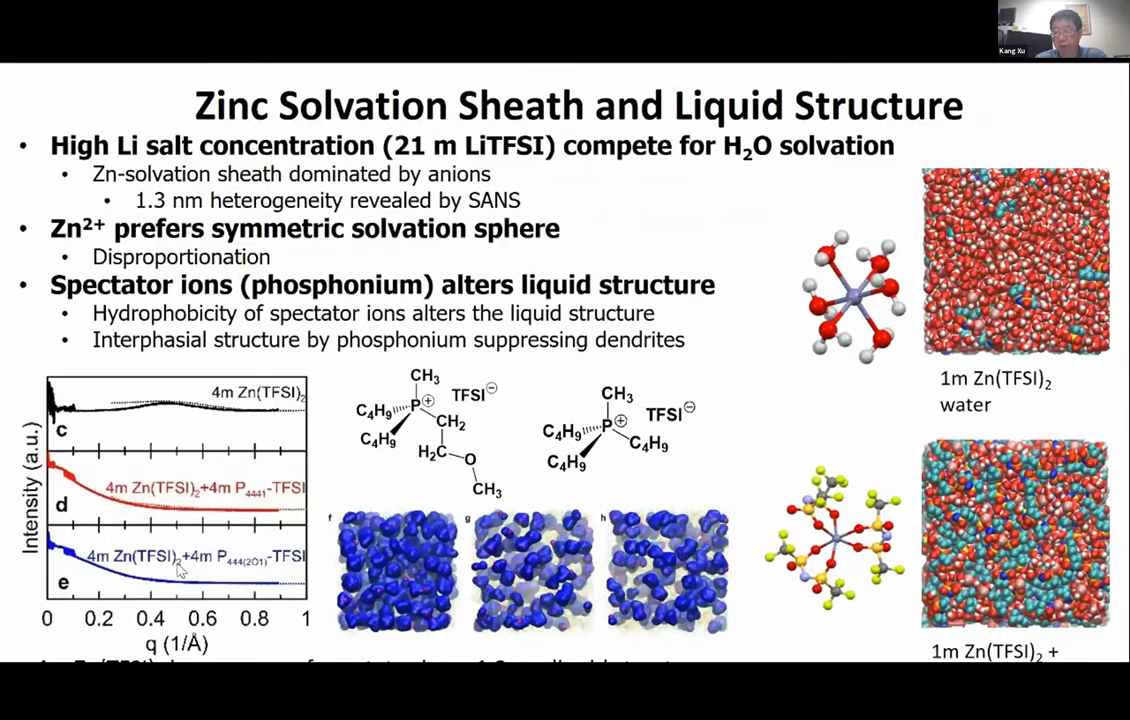 Kang Xu
Zinc Solvation Sheath and Liquid Structure
• High Li salt concentration (21 m LiTFSI) compete for H2O solvation
• Zn-solvation sheath dominated by anions
• 1.3 nm heterogeneity revealed by SANS
• Zn2+ prefers symmetric solvation sphere
• Disproportionation
• Spectator ions (phosphonium) alters liquid structure
• Hydrophobicity of spectator ions alters the liquid structure
• Interphasial structure by phosphonium suppressing dendrites
1m Zn(TFSI)2
water
Intensity (a.u.)
4m Zn(TFSI)2
c
4m Zn(TFSI)2+4m P4441-TFSI
d
4m Zn(TFSI)2+4m P444(2O1)-TFSI
e
0 0.2 0.4 0.6 0.8 1
q (1/Å)
CH3
TFSI⊖
P⊕
C4H9
CH2
C4H9
H2C
O
CH3
CH3
TFSI⊖
C4H9
P⊕
C4H9
C4H9
f
g
h
1m Zn(TFSI)2 +